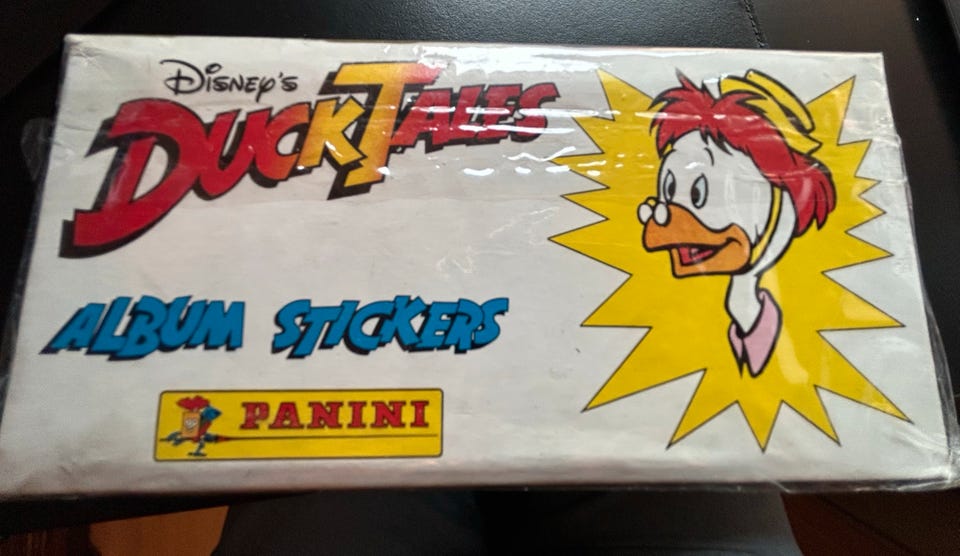 Disney's
DUCKTALES
ALBUM STICKERS
PANINI